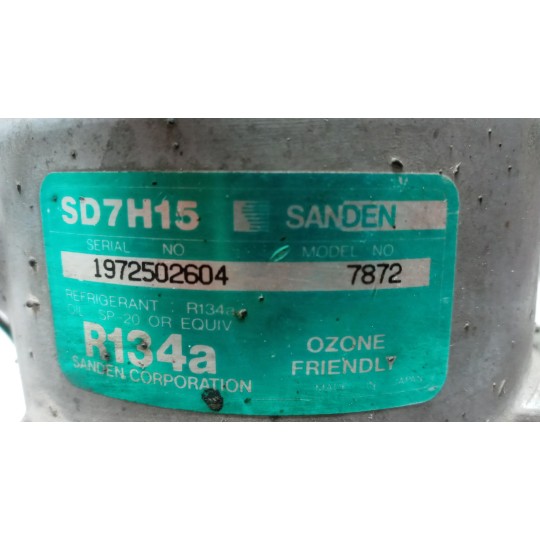 SD7H15 SANDEN
SERIAL NO MODEL NO
1972502604 7872
REFRIGERANT R134a
OIL SP-20 OR EQUIV
R134a OZONE
FRIENDLY
SANDEN CORPORATION